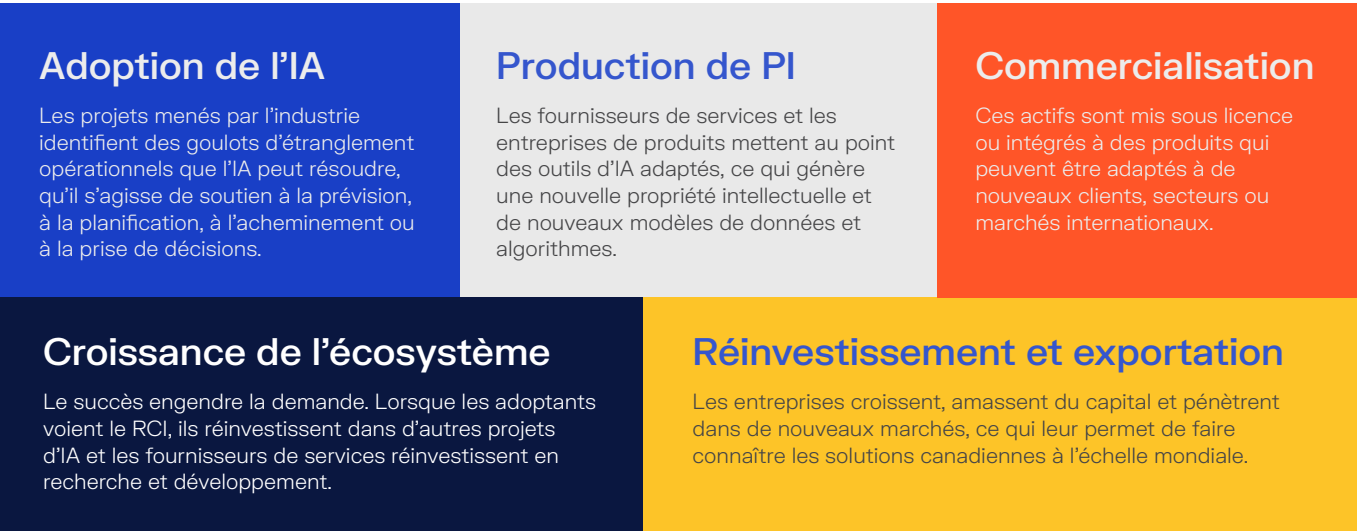 Adoption de l'IA
Les projets menés par l'industrie
identifient des goulots d'étranglement
opérationnels que l'IA peut résoudre,
qu'il s'agisse de soutien à la prévision,
à la planification, à l'acheminement ou
à la prise de décisions.
Production de PI
Les fournisseurs de services et les
entreprises de produits mettent au point
des outils d'IA adaptés, ce qui génère
une nouvelle propriété intellectuelle et
de nouveaux modèles de données et
algorithmes.
Commercialisation
Ces actifs sont mis sous licence
ou intégrés à des produits qui
peuvent être adaptés à de
nouveaux clients, secteurs ou
marchés internationaux.
Croissance de l'écosystème
Le succès engendre la demande. Lorsque les adoptants
voient le RCI, ils réinvestissent dans d'autres projets
d'IA et les fournisseurs de services réinvestissent en
recherche et développement.
Réinvestissement et exportation
Les entreprises croissent, amassent du capital et pénètrent
dans de nouveaux marchés, ce qui leur permet de faire
connaître les solutions canadiennes à l'échelle mondiale.